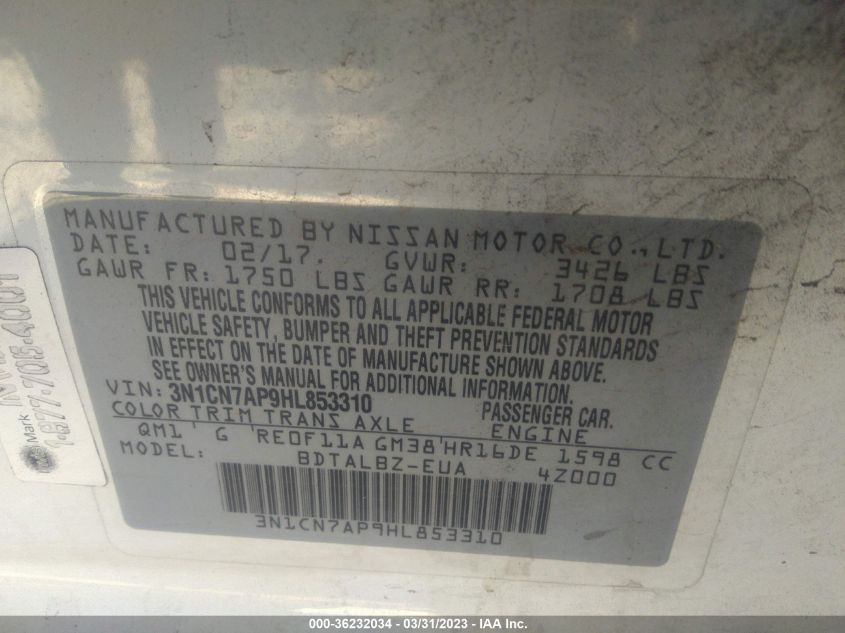 MANUFACTURED BY NISSAN MOTOR CO., LTD.
DATE: 02/17. GVWR: 3426 LBS
GAWR FR: 1750 LBS GAWR RR: 1708 LBS
THIS VEHICLE CONFORMS TO ALL APPLICABLE FEDERAL MOTOR
VEHICLE SAFETY, BUMPER AND THEFT PREVENTION STANDARDS
IN EFFECT ON THE DATE OF MANUFACTURE SHOWN ABOVE.
SEE OWNER'S MANUAL FOR ADDITIONAL INFORMATION.
VIN: 3N1CN7AP9HL853310 PASSENGER CAR.
COLOR TRIM TRANS AXLE ENGINE
QM1 ' G 'RE0F11A GM38'HR16DE 1598 CC
MODEL: BDTALBZ-EUA 4Z000
3N1CN7AP9HL853310
Mark
1-877-705-4001
000-36232034 - 03/31/2023 - IAA Inc.